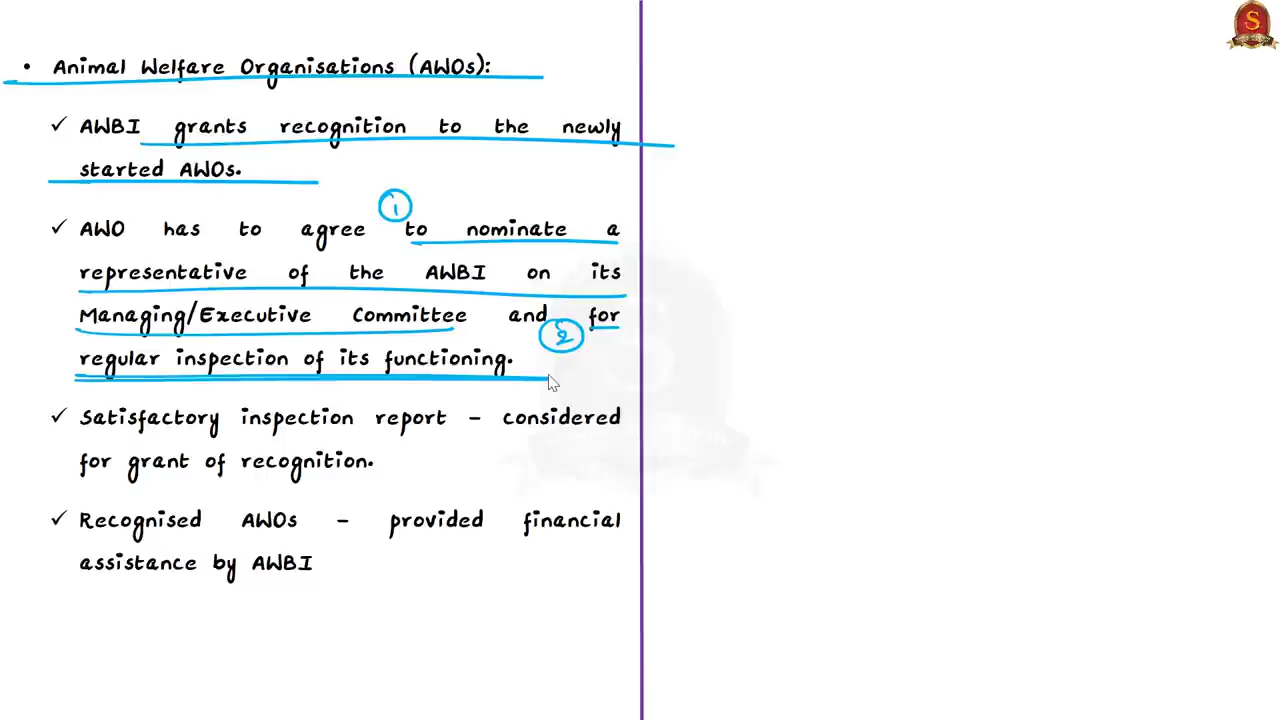 • Animal Welfare Organisations (AWOs):
✓ AWBI grants recognition to the newly
started AWOs.
1
✓ AWO has to agree to nominate a
representative of the AWBI on its
Managing/Executive Committee and for
2
regular inspection of its functioning.
✓ Satisfactory inspection report – considered
for grant of recognition.
✓ Recognised AWOs – provided financial
assistance by AWBI
S